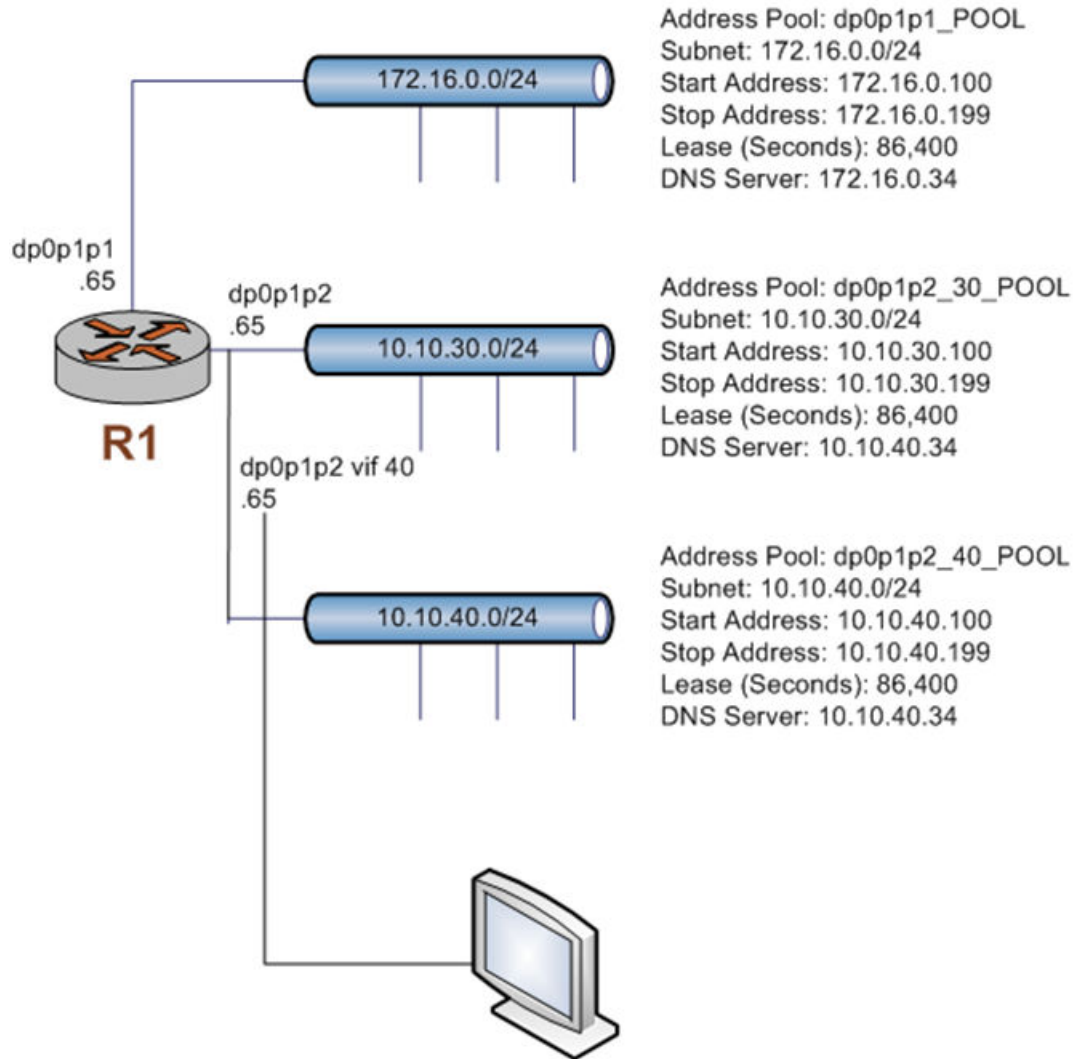 Address Pool: dp0p1p1_POOL
Subnet: 172.16.0.0/24
Start Address: 172.16.0.100
Stop Address: 172.16.0.199
Lease (Seconds): 86,400
DNS Server: 172.16.0.34
172.16.0.0/24
dp0p1p1
.65
dp0p1p2
.65
10.10.30.0/24
Address Pool: dp0p1p2_30_POOL
Subnet: 10.10.30.0/24
Start Address: 10.10.30.100
Stop Address: 10.10.30.199
Lease (Seconds): 86,400
DNS Server: 10.10.40.34
R1
dp0p1p2 vif 40
.65
10.10.40.0/24
Address Pool: dp0p1p2_40_POOL
Subnet: 10.10.40.0/24
Start Address: 10.10.40.100
Stop Address: 10.10.40.199
Lease (Seconds): 86,400
DNS Server: 10.10.40.34